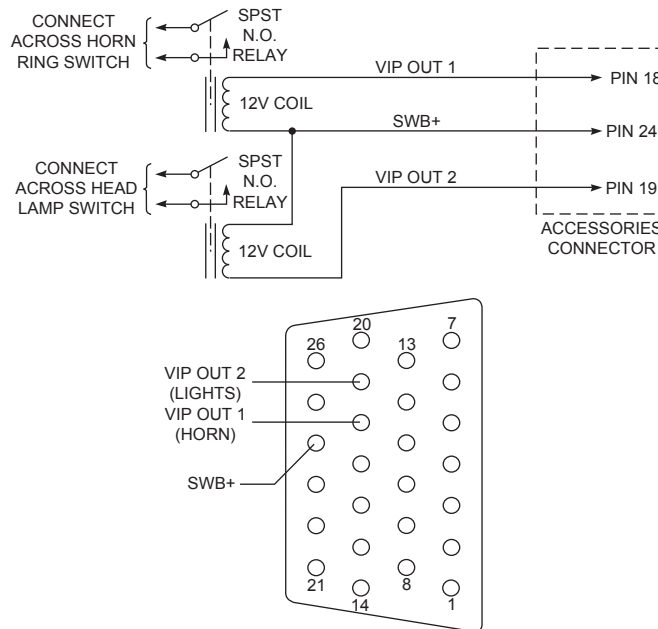 CONNECT
ACROSS HORN
RING SWITCH
SPST
N.O.
RELAY
12V COIL
VIP OUT 1
PIN 18
SWB+
PIN 24
CONNECT
ACROSS HEAD
LAMP SWITCH
SPST
N.O.
RELAY
12V COIL
VIP OUT 2
PIN 19
ACCESSORIES
CONNECTOR
20
7
26
13
VIP OUT 2
(LIGHTS)
VIP OUT 1
(HORN)
SWB+
21
14
8
1